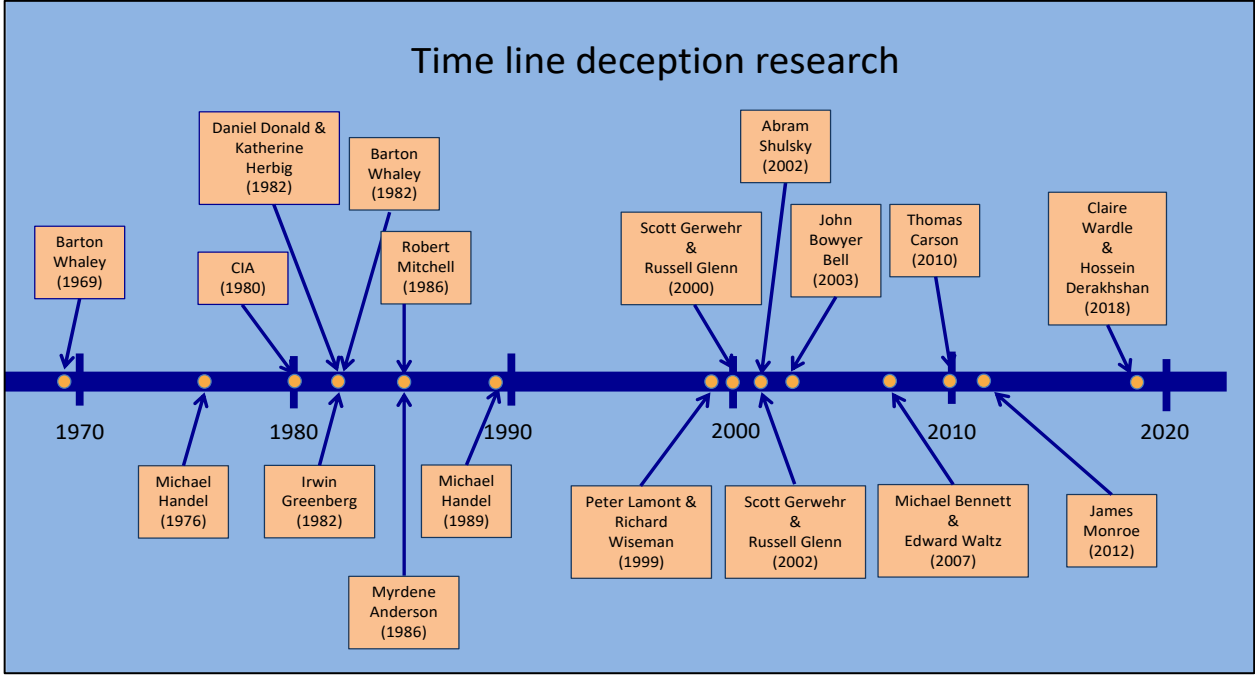 Time line deception research
Daniel Donald &
Katherine
Herbig
(1982)
Barton
Whaley
(1982)
Abram
Shulsky
(2002)
Barton
Whaley
(1969)
CIA
(1980)
Robert
Mitchell
(1986)
Scott Gerwehr
&
Russell Glenn
(2000)
John
Bowyer
Bell
(2003)
Thomas
Carson
(2010)
Claire
Wardle
&
Hossein
Derakhshan
(2018)
1970
1980
1990
2000
2010
2020
Michael
Handel
(1976)
Irwin
Greenberg
(1982)
Myrdene
Anderson
(1986)
Michael
Handel
(1989)
Peter Lamont &
Richard
Wiseman
(1999)
Scott Gerwehr
&
Russell Glenn
(2002)
Michael Bennett
&
Edward Waltz
(2007)
James
Monroe
(2012)